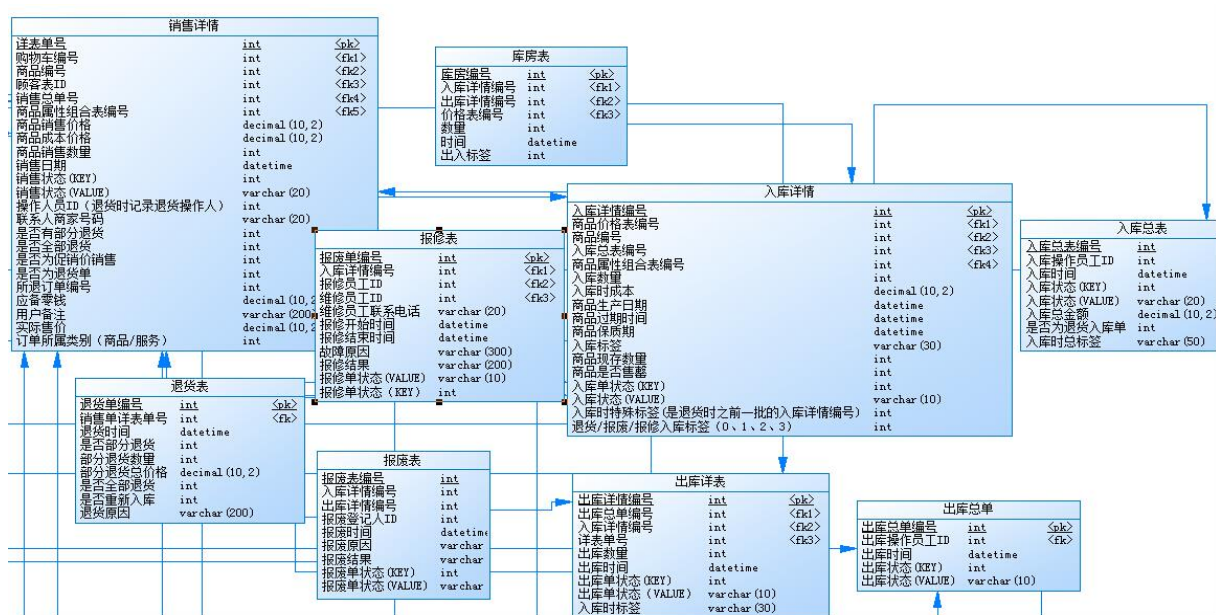 销售详情
详表单号 int <pk>
购物车编号 int <fk1>
商品编号 int <fk2>
顾客表ID int <fk3>
销售总单号 int <fk4>
商品属性组合表编号 int <fk5>
商品销售价格 decimal(10,2)
商品成本价格 decimal(10,2)
商品销售数量 int
销售日期 datetime
销售状态(KEY) int
销售状态(VALUE) varchar(20)
操作人员ID（退货时记录退货操作人） int
联系人商家号码 varchar(20)
是否有部分退货 int
是否全部退货 int
是否为促销价销售 int
是否为退货单 int
所退订单编号 int
应备零钱 decimal(10,2
用户备注 varchar(200
实际售价 decimal(10,2
订单所属类别（商品/服务） int
库房表
库房编号 int <pk>
入库详情编号 int <fk1>
出库详情编号 int <fk2>
价格表编号 int <fk3>
数量 int
时间 datetime
出入标签 int
入库详情
入库详情编号 int <pk>
商品价格表编号 int <fk1>
商品编号 int <fk2>
入库总表编号 int <fk3>
商品属性组合表编号 int <fk4>
入库数量 int
入库时成本 decimal(10,2)
商品生产日期 datetime
商品过期时间 datetime
商品保质期 datetime
入库标签 varchar(30)
商品现存数量 int
商品是否售罄 int
入库单状态(KEY) int
入库状态(VALUE) varchar(10)
入库时特殊标签(是退货时之前一批的入库详情编号) int
退货/报废/报修入库标签（0、1、2、3） int
入库总表
入库总表编号 int
入库操作员工ID int
入库时间 datetime
入库状态(KEY) int
入库状态(VALUE) varchar(20)
入库总金额 decimal(10,2)
是否为退货入库单 int
入库时总标签 varchar(50)
报修表
报废单编号 int <pk>
入库详情编号 int <fk1>
报修员工ID int <fk2>
维修员工ID int <fk3>
维修员工联系电话 varchar(20)
报修开始时间 datetime
报修结束时间 datetime
故障原因 varchar(300)
报修结果 varchar(200)
报修单状态(VALUE) varchar(10)
报修单状态（KEY） int
退货表
退货单编号 int <pk>
销售单详表单号 int <fk>
退货时间 datetime
是否部分退货 int
部分退货数量 int
部分退货总价格 decimal(10,2)
是否全部退货 int
是否重新入库 int
退货原因 varchar(200)
报废表
报废表编号 int
入库详情编号 int
出库详情编号 int
报废登记人ID int
报废时间 datetime
报废原因 varchar
报废结果 varchar
报废单状态(KEY) int
报废单状态(VALUE) varchar
出库详表
出库详情编号 int <pk>
出库总单编号 int <fk1>
入库详情编号 int <fk2>
详表单号 int <fk3>
出库数量 int
出库时间 datetime
出库单状态(KEY) int
出库单状态（VALUE） varchar(10)
入库时标签 varchar(30)
出库总单
出库总单编号 int <pk>
出库操作员工ID int <fk>
出库时间 datetime
出库状态(KEY) int
出库状态(VALUE) varchar(10)